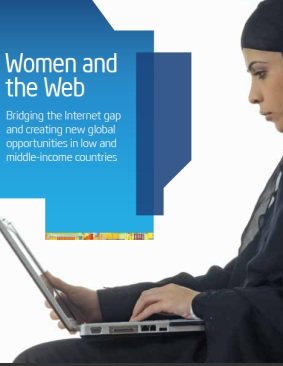 Women and
the Web
Bridging the Internet gap
and creating new global
opportunities in low and
middle-income countries